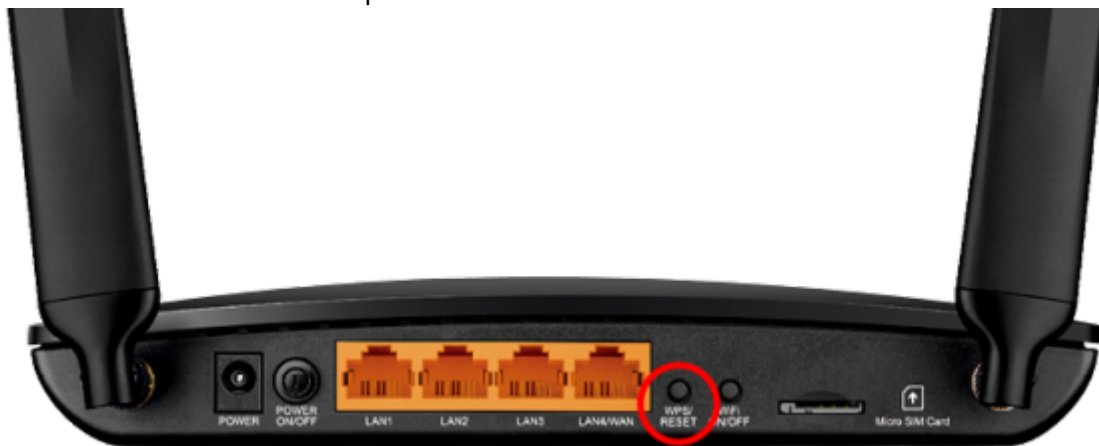 POWER
POWER
ON/OFF
LAN1
LAN2
LAN3
LAN4/WAN
WPS/
RESET
WiFi
ON/OFF
Micro SIM Card